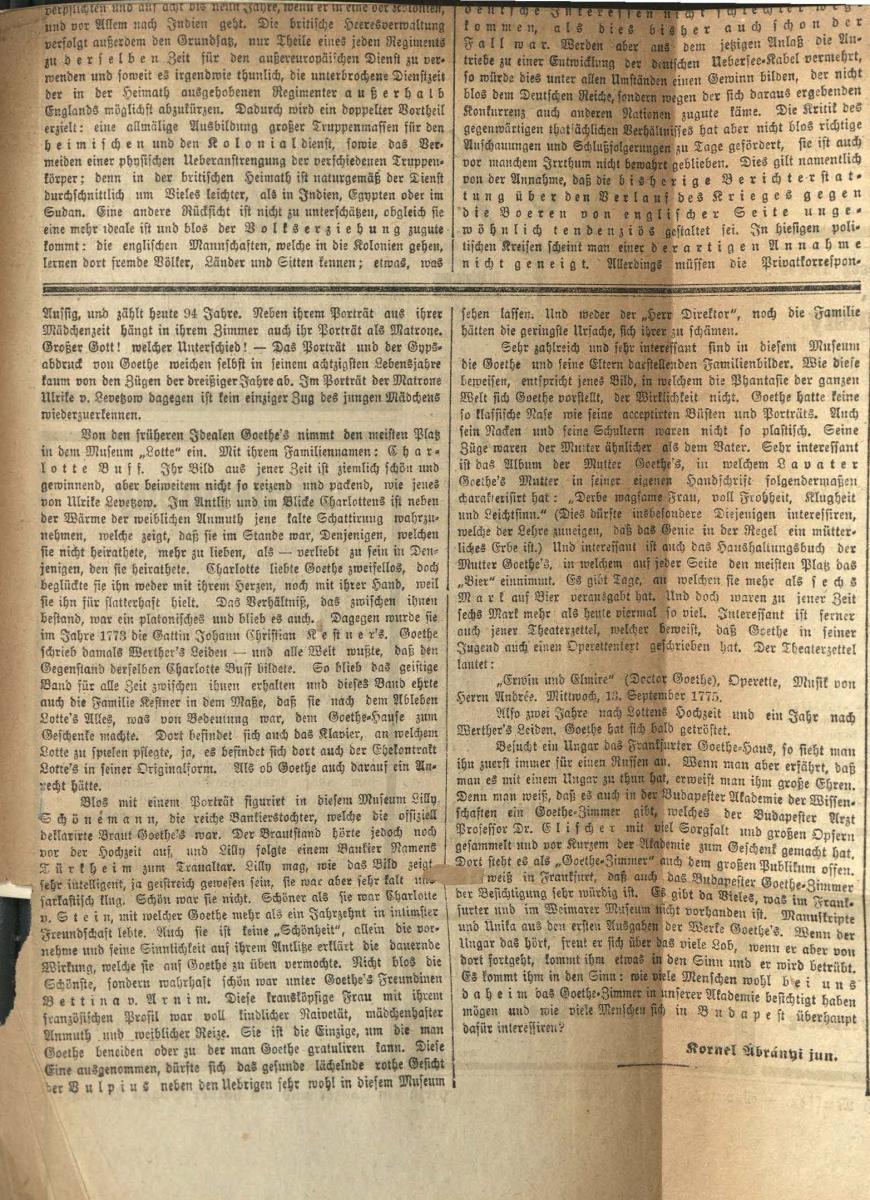 verpflichten und auf acht bis neun Jahre, wenn er in eine der Kolonien,
und vor Allem nach Indien geht. Die britische Heeresverwaltung
verfolgt außerdem den Grundsatz, nur Theile eines jeden Regiments
zu derselben Zeit für den außereuropäischen Dienst zu ver-
wenden und soweit es irgendwie thunlich, die unterbrochene Dienstzeit
der in der Heimath ausgehobenen Regimenter außerhalb
Englands möglichst abzukürzen. Dadurch wird ein doppelter Vortheil
erzielt: eine allmälige Ausbildung großer Truppenmassen für den
heimischen und den Kolonialdienst, sowie das Ver-
meiden einer physischen Ueberanstrengung der verschiedenen Truppen-
körper; denn in der britischen Heimath ist naturgemäß der Dienst
durchschnittlich um Vieles leichter, als in Indien, Egypten oder im
Sudan. Eine andere Rücksicht ist nicht zu unterschätzen, obgleich sie
eine mehr ideale ist und blos der Volkserziehung zugute
kommt: die englischen Mannschaften, welche in die Kolonien gehen,
lernen dort fremde Völker, Länder und Sitten kennen; etwas, was
deutsche Interessen nicht schlechter weg-
kommen, als dies bisher auch schon der
Fall war. Werden aber aus dem jetzigen Anlaß die An-
triebe zu einer Entwicklung der deutschen Uebersee-Kabel vermehrt,
so würde dies unter allen Umständen einen Gewinn bilden, der nicht
blos dem Deutschen Reiche, sondern wegen der sich daraus ergebenden
Konkurrenz auch anderen Nationen zugute käme. Die Kritik des
gegenwärtigen thatsächlichen Verhältnisses hat aber nicht blos richtige
Anschauungen und Schlußfolgerungen zu Tage gefördert, sie ist auch
vor manchem Irrthum nicht bewahrt geblieben. Dies gilt namentlich
von der Annahme, daß die bisherige Berichterstat-
tung über den Verlauf des Krieges gegen
die Boeren von englischer Seite unge-
wöhnlich tendenziös gestaltet sei. In hiesigen poli-
tischen Kreisen scheint man einer derartigen Annahme
nicht geneigt. Allerdings müssen die Privatkorrespon-
Aussig, und zählt heute 94 Jahre. Neben ihrem Porträt aus ihrer
Mädchenzeit hängt in ihrem Zimmer auch ihr Porträt als Matrone.
Großer Gott! welcher Unterschied! — Das Porträt und der Gyps-
abdruck von Goethe weichen selbst in seinem achtzigsten Lebensjahre
kaum von den Zügen der dreißiger Jahre ab. Im Porträt der Matrone
Ulrike v. Levetzow dagegen ist kein einziger Zug des jungen Mädchens
wiederzuerkennen.
Von den früheren Idealen Goethe's nimmt den meisten Platz
in dem Museum „Lotte" ein. Mit ihrem Familiennamen: Char-
lotte Buff. Ihr Bild aus jener Zeit ist ziemlich schön und
gewinnend, aber beiweitem nicht so reizend und packend, wie jenes
von Ulrike Levetzow. Im Antlitz und im Blicke Charlottens ist neben
der Wärme der weiblichen Anmuth jene kalte Schattirung wahrzu-
nehmen, welche zeigt, daß sie im Stande war, Denjenigen, welchen
sie nicht heirathete, mehr zu lieben, als — verliebt zu sein in Den-
jenigen, den sie heirathete. Charlotte liebte Goethe zweifellos, doch
beglückte sie ihn weder mit ihrem Herzen, noch mit ihrer Hand, weil
sie ihn für flatterhaft hielt. Das Verhältniß, das zwischen ihnen
bestand, war ein platonisches und blieb es auch. Dagegen wurde sie
im Jahre 1773 die Gattin Johann Christian Kestner's. Goethe
schrieb damals Werther's Leiden — und alle Welt wußte, daß den
Gegenstand derselben Charlotte Buff bildete. So blieb das geistige
Band für alle Zeit zwischen ihnen erhalten und dieses Band ehrte
auch die Familie Kestner in dem Maße, daß sie nach dem Ableben
Lotte's Alles, was von Bedeutung war, dem Goethe-Hause zum
Geschenke machte. Dort befindet sich auch das Klavier, an welchem
Lotte zu spielen pflegte, ja, es befindet sich dort auch der Ehekontrakt
Lotte's in seiner Originalform. Als ob Goethe auch darauf ein An-
recht hätte.
Blos mit einem Porträt figurirt in diesem Museum Lilly
Schönemann, die reiche Bankierstochter, welche die offiziell
deklarirte Braut Goethe's war. Der Brautstand hörte jedoch noch
vor der Hochzeit auf, und Lilly folgte einem Bankier Namens
Türkheim zum Traualtar. Lilly mag, wie das Bild zeigt
sehr intelligent, ja geistreich gewesen sein, sie war aber sehr kalt und
sarkastisch klug. Schön war sie nicht. Schöner als sie war Charlotte
v. Stein, mit welcher Goethe mehr als ein Jahrzehnt in intimster
Freundschaft lebte. Auch sie ist keine „Schönheit", allein die vor-
nehme und seine Sinnlichkeit auf ihrem Antlitze erklärt die dauernde
Wirkung, welche sie auf Goethe zu üben vermochte. Nicht blos die
Schönste, sondern wahrhaft schön war unter Goethe's Freundinen
Bettina v. Arnim. Diese krausköpfige Frau mit ihrem
französischen Profil war voll kindlicher Naivetät, mädchenhafter
Anmuth und weiblicher Reize. Sie ist die Einzige, um die man
Goethe beneiden oder zu der man Goethe gratuliren kann. Diese
Eine ausgenommen, dürfte sich das gesunde lächelnde rothe Gesicht
der Vulpius neben den Uebrigen sehr wohl in diesem Museum
sehen lassen. Und weder der „Herr Direktor", noch die Familie
hätten die geringste Ursache, sich ihrer zu schämen.
Sehr zahlreich und sehr interessant sind in diesem Museum
die Goethe und seine Eltern darstellenden Familienbilder. Wie diese
beweisen, entspricht jenes Bild, in welchem die Phantasie der ganzen
Welt sich Goethe vorstellt, der Wirklichkeit nicht. Goethe hatte keine
so klassische Nase wie seine acceptirten Büsten und Porträts. Auch
sein Nacken und seine Schultern waren nicht so plastisch. Seine
Züge waren der Mutter ähnlicher als dem Vater. Sehr interessant
ist das Album der Mutter Goethe's, in welchem Lavater
Goethe's Mutter in seiner eigenen Handschrift folgendermaßen
charakterisirt hat: „Derbe wagsame Frau, voll Frohheit, Klugheit
und Leichtsinn." (Dies dürfte insbesondere Diejenigen interessiren,
welche der Lehre zuneigen, daß das Genie in der Regel ein mütter-
liches Erbe ist.) Und interessant ist auch das Haushaltungsbuch der
Mutter Goethe's, in welchem auf jeder Seite den meisten Platz das
„Bier" einnimmt. Es gibt Tage, an welchen sie mehr als sechs
Mark auf Bier verausgabt hat. Und doch waren zu jener Zeit
sechs Mark mehr als heute viermal so viel. Interessant ist ferner
auch jener Theaterzettel, welcher beweist, daß Goethe in seiner
Jugend auch einen Operettentext geschrieben hat. Der Theaterzettel
lautet:
„Erwin und Elmire" (Doctor Goethe), Operette, Musik von
Herrn Andrée. Mittwoch, 13. September 1775.
Also zwei Jahre nach Lottens Hochzeit und ein Jahr nach
Werther's Leiden. Goethe hat sich bald getröstet.
Besucht ein Ungar das Frankfurter Goethe-Haus, so sieht man
ihn zuerst immer für einen Russen an. Wenn man aber erfährt, daß
man es mit einem Ungar zu thun hat, erweist man ihm große Ehren.
Denn man weiß, daß es auch in der Budapester Akademie der Wissen-
schaften ein Goethe-Zimmer gibt, welches der Budapester Arzt
Professor Dr. Elischer mit viel Sorgfalt und großen Opfern
gesammelt und vor Kurzem der Akademie zum Geschenk gemacht hat.
Dort steht es als „Goethe-Zimmer" auch dem großen Publikum offen.
weiß in Frankfurt, daß auch das Budapester Goethe-Zimmer
der Besichtigung sehr würdig ist. Es gibt da Vieles, was im Frank-
furter und im Weimarer Museum nicht vorhanden ist. Manuskripte
und Unika aus den ersten Ausgaben der Werke Goethe's. Wenn der
Ungar das hört, freut er sich über das viele Lob, wenn er aber von
dort fortgeht, kommt ihm etwas in den Sinn und er wird betrübt.
Es kommt ihm in den Sinn: wie viele Menschen wohl bei uns
daheim das Goethe-Zimmer in unserer Akademie besichtigt haben
mögen und wie viele Menschen sich in Budapest überhaupt
dafür interessiren?
Kornel Ábrányi jun.